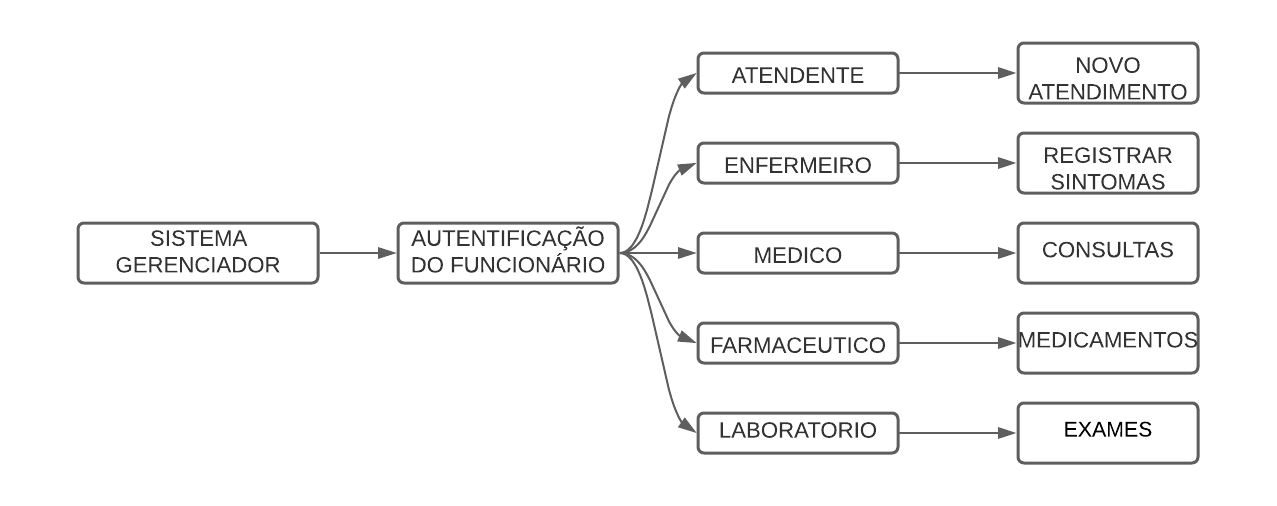 SISTEMA
GERENCIADOR
AUTENTIFICAÇÃO
DO FUNCIONÁRIO
ATENDENTE
NOVO
ATENDIMENTO
ENFERMEIRO
REGISTRAR
SINTOMAS
MEDICO
CONSULTAS
FARMACEUTICO
MEDICAMENTOS
LABORATORIO
EXAMES